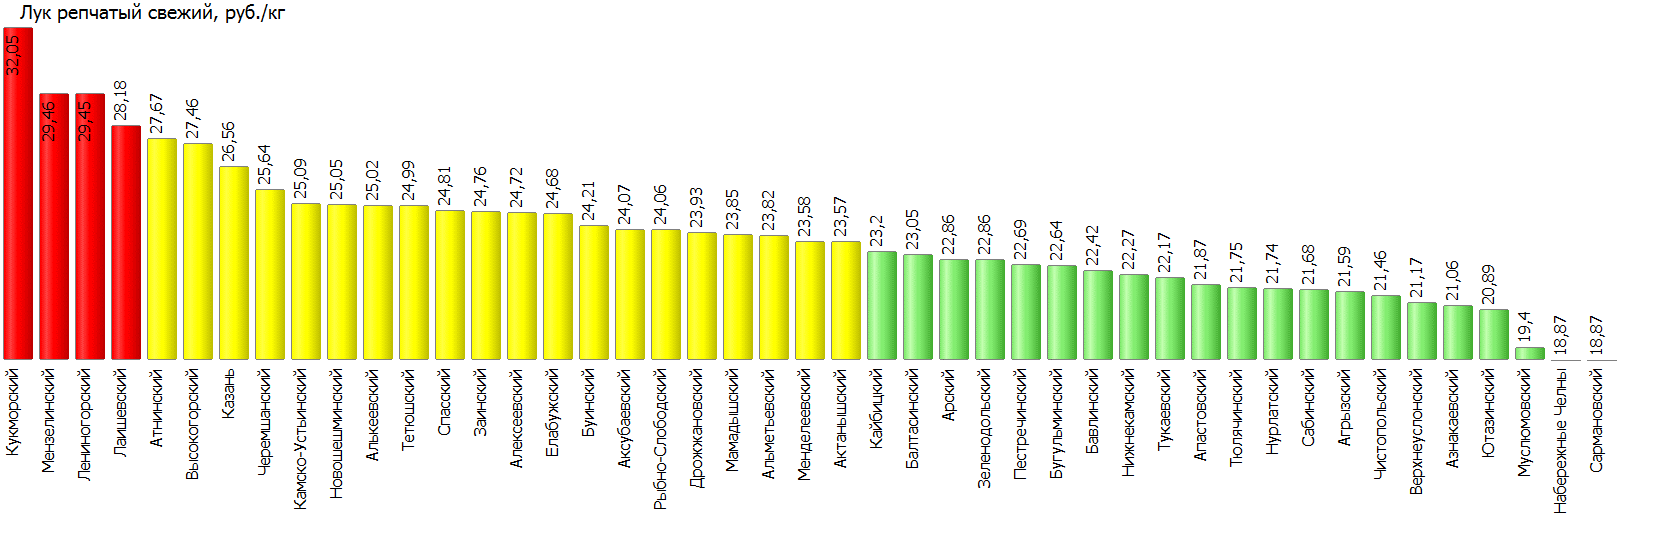 Лук репчатый свежий, руб./кг
32,05
29,46
29,45
28,18
27,67
27,46
26,56
25,64
25,09
25,05
25,02
24,99
24,81
24,76
24,72
24,68
24,21
24,07
24,06
23,93
23,85
23,82
23,58
23,57
23,2
23,05
22,86
22,86
22,69
22,64
22,42
22,27
22,17
21,87
21,75
21,74
21,68
21,59
21,46
21,17
21,06
20,89
19,4
18,87
18,87
Кукморский
Мензелинский
Лениногорский
Лаишевский
Атнинский
Высокогорский
Казань
Черемшанский
Камско-Устьинский
Новошешминский
Алькеевский
Тетюшский
Спасский
Заинский
Алексеевский
Елабужский
Буинский
Аксубаевский
Рыбно-Слободский
Дрожжановский
Мамадышский
Альметьевский
Менделеевский
Актанышский
Кайбицкий
Балтасинский
Арский
Зеленодольский
Пестречинский
Бугульминский
Бавлинский
Нижнекамский
Тукаевский
Апастовский
Тюлячинский
Нурлатский
Сабинский
Агрызский
Чистопольский
Верхнеуслонский
Азнакаевский
Ютазинский
Муслюмовский
Набережные Челны
Сармановский